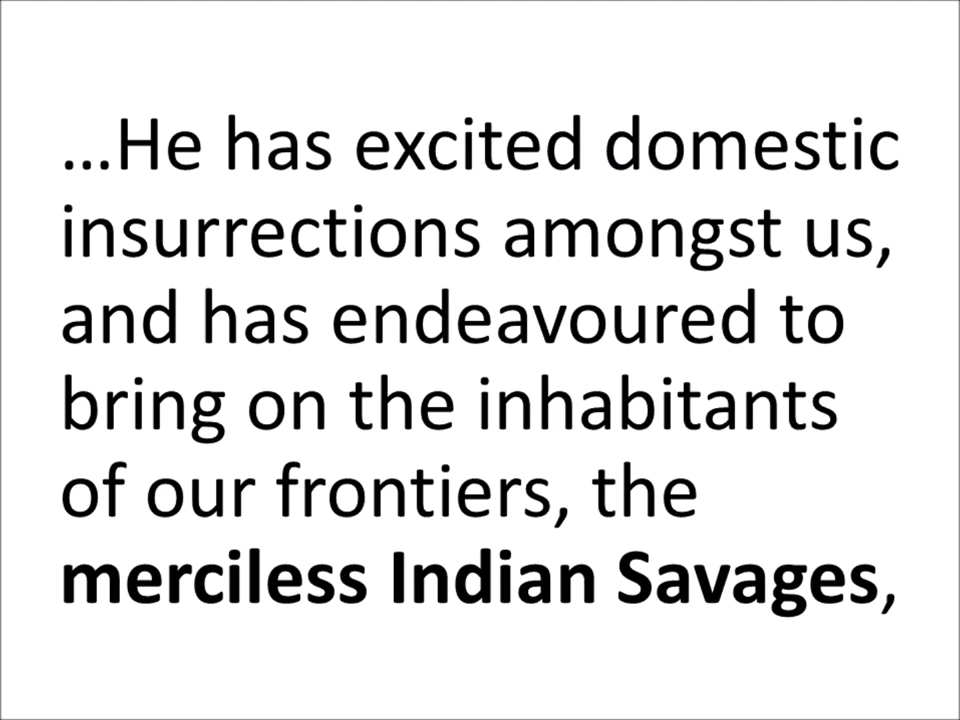 …He has excited domestic
insurrections amongst us,
and has endeavoured to
bring on the inhabitants
of our frontiers, the
merciless Indian Savages,